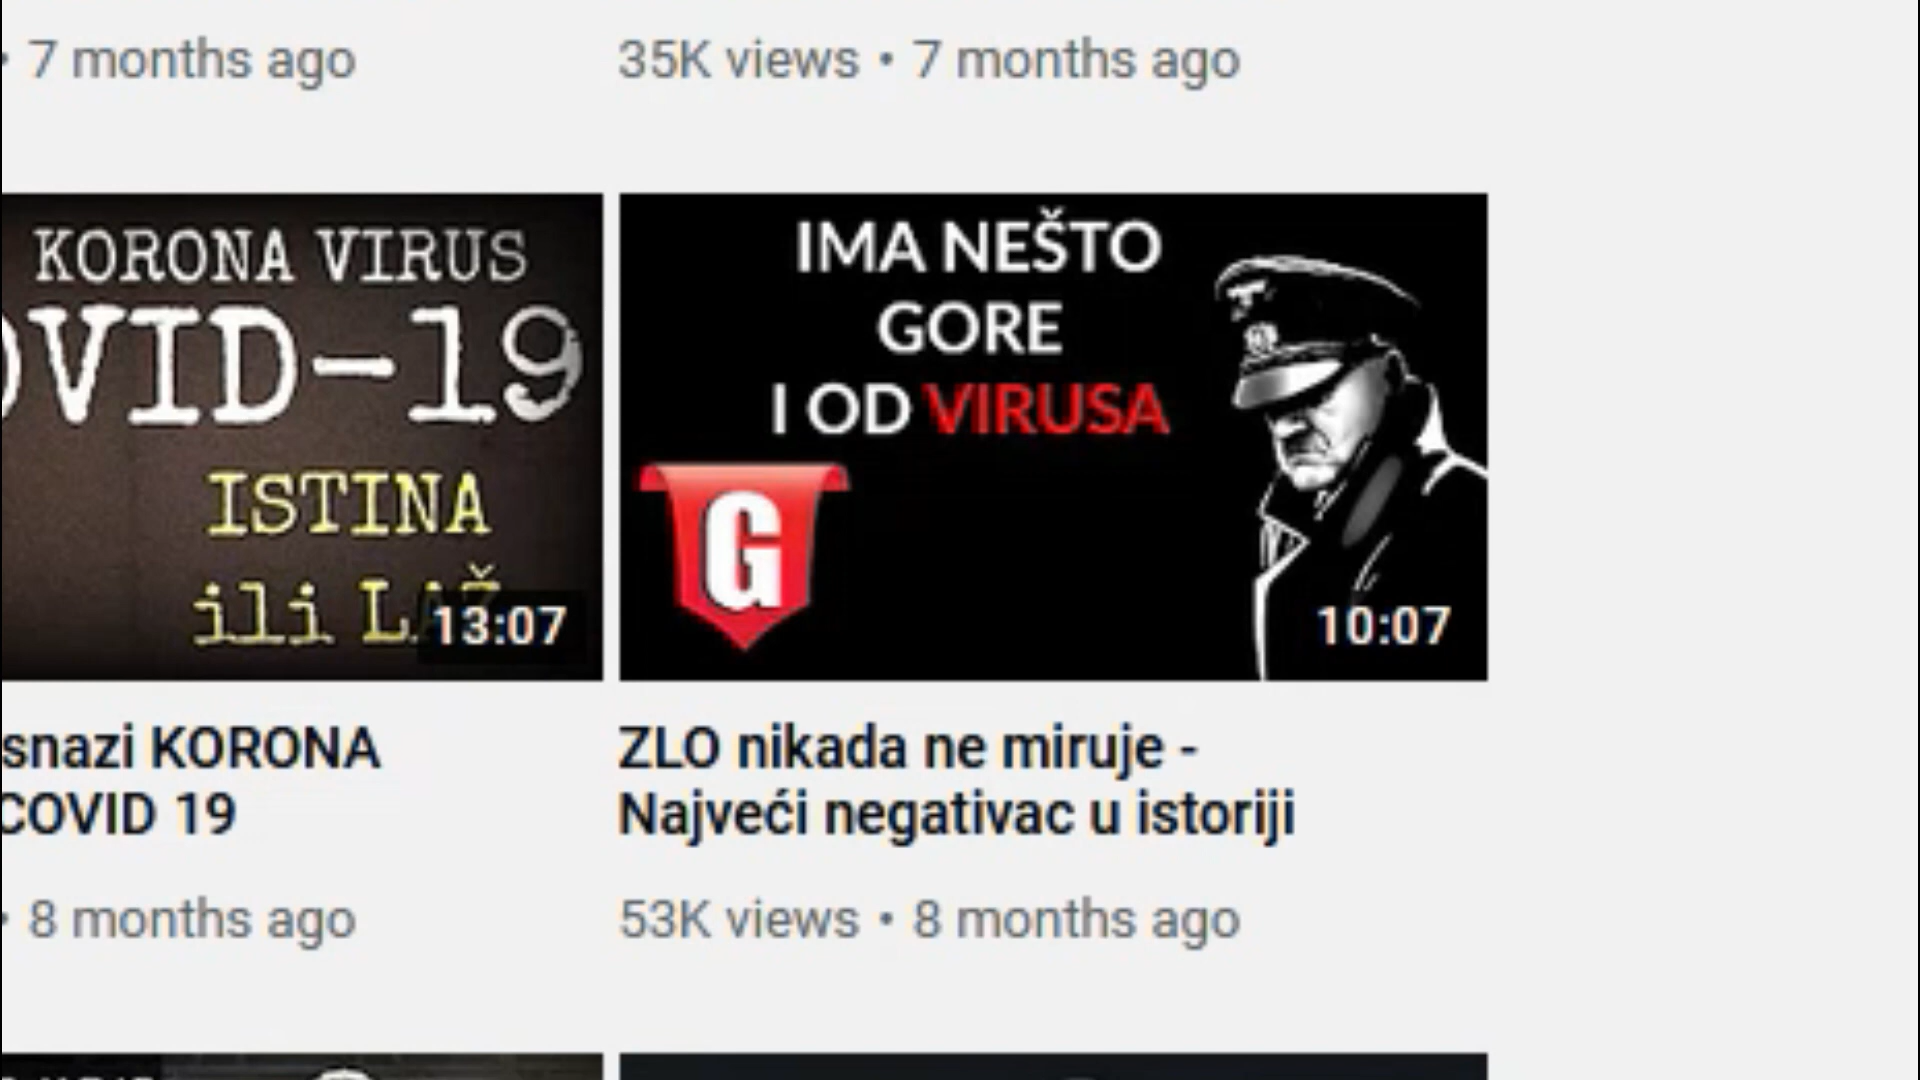 • 7 months ago
35K views • 7 months ago
KORONA VIRUS
OVID-19
ISTINA
ili LAŽ
13:07
IMA NEŠTO
GORE
I OD VIRUSA
G
10:07
snazi KORONA
COVID 19
• 8 months ago
ZLO nikada ne miruje -
Najveći negativac u istoriji
53K views • 8 months ago